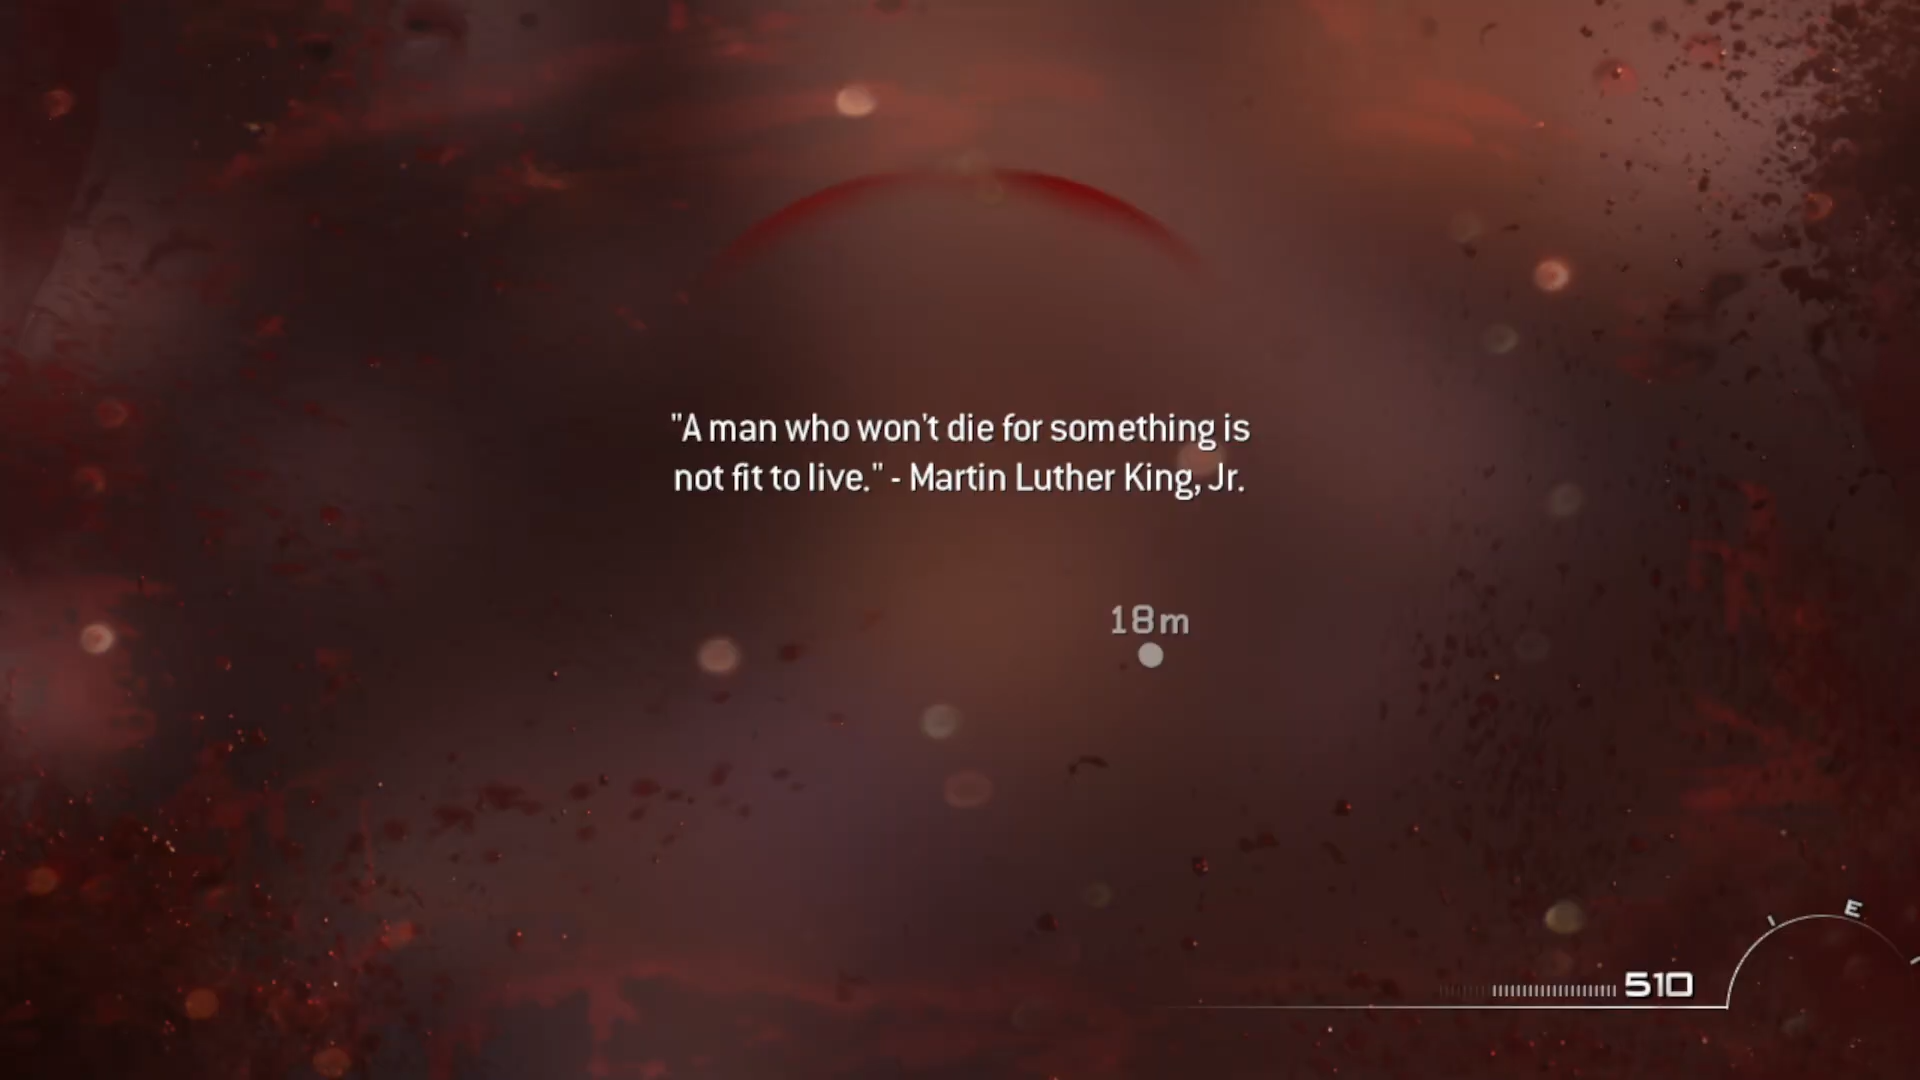 "A man who won't die for something is
not fit to live." - Martin Luther King, Jr.
18m
E
510